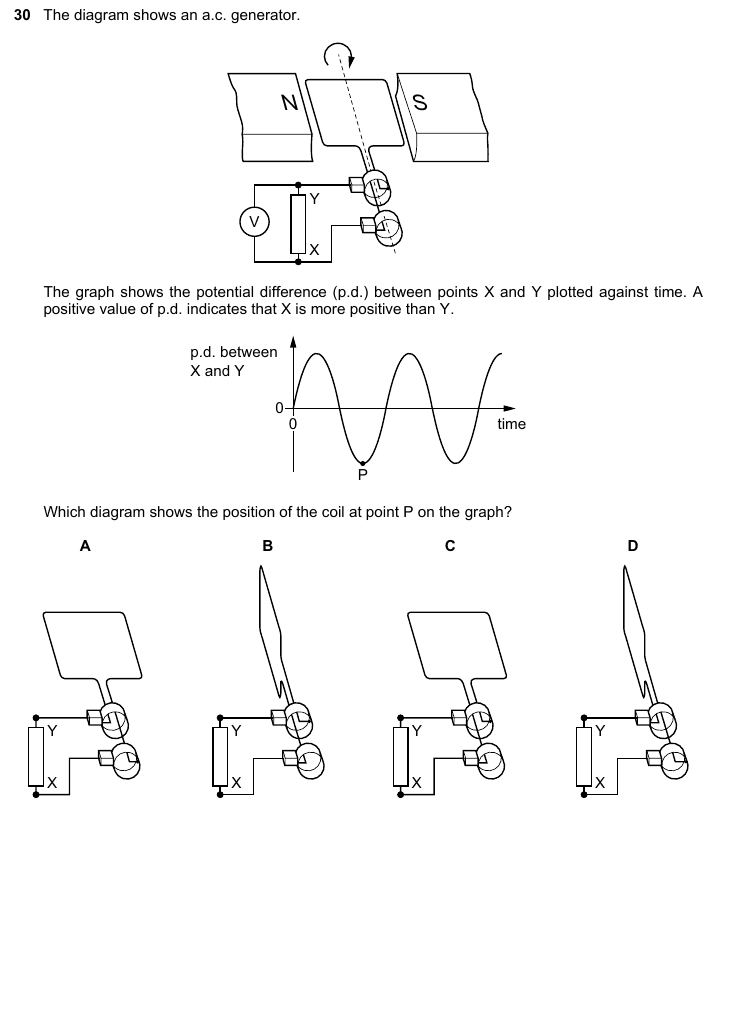 30 The diagram shows an a.c. generator.
N
S
Y
V
X
The graph shows the potential difference (p.d.) between points X and Y plotted against time. A
positive value of p.d. indicates that X is more positive than Y.
p.d. between
X and Y
0
0
time
P
Which diagram shows the position of the coil at point P on the graph?
A B C D
Y Y Y Y
X X X X